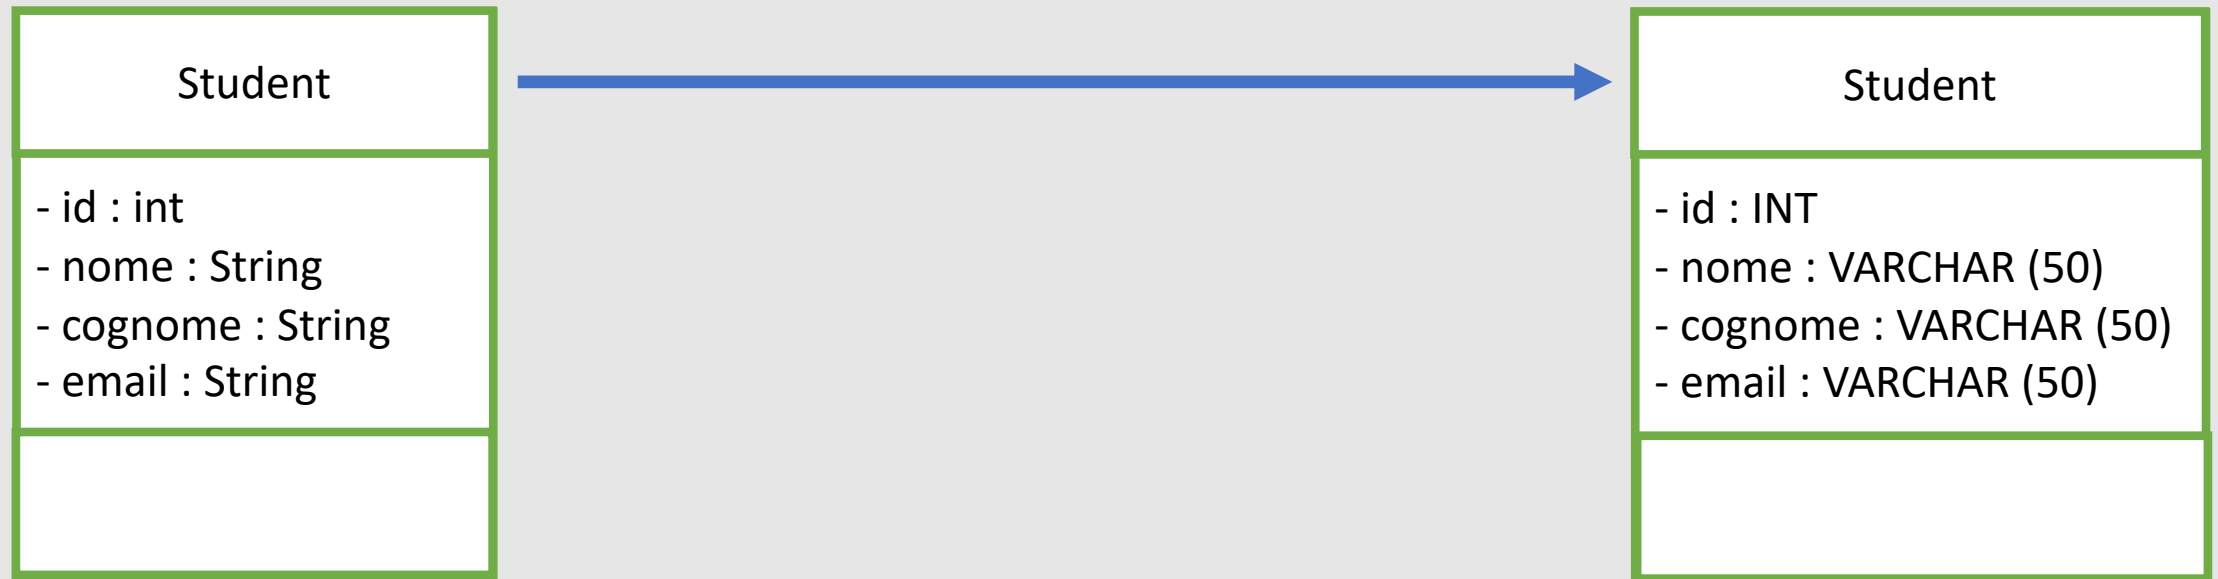 Student
- id : int
- nome : String
- cognome : String
- email : String
Student
- id : INT
- nome : VARCHAR (50)
- cognome : VARCHAR (50)
- email : VARCHAR (50)